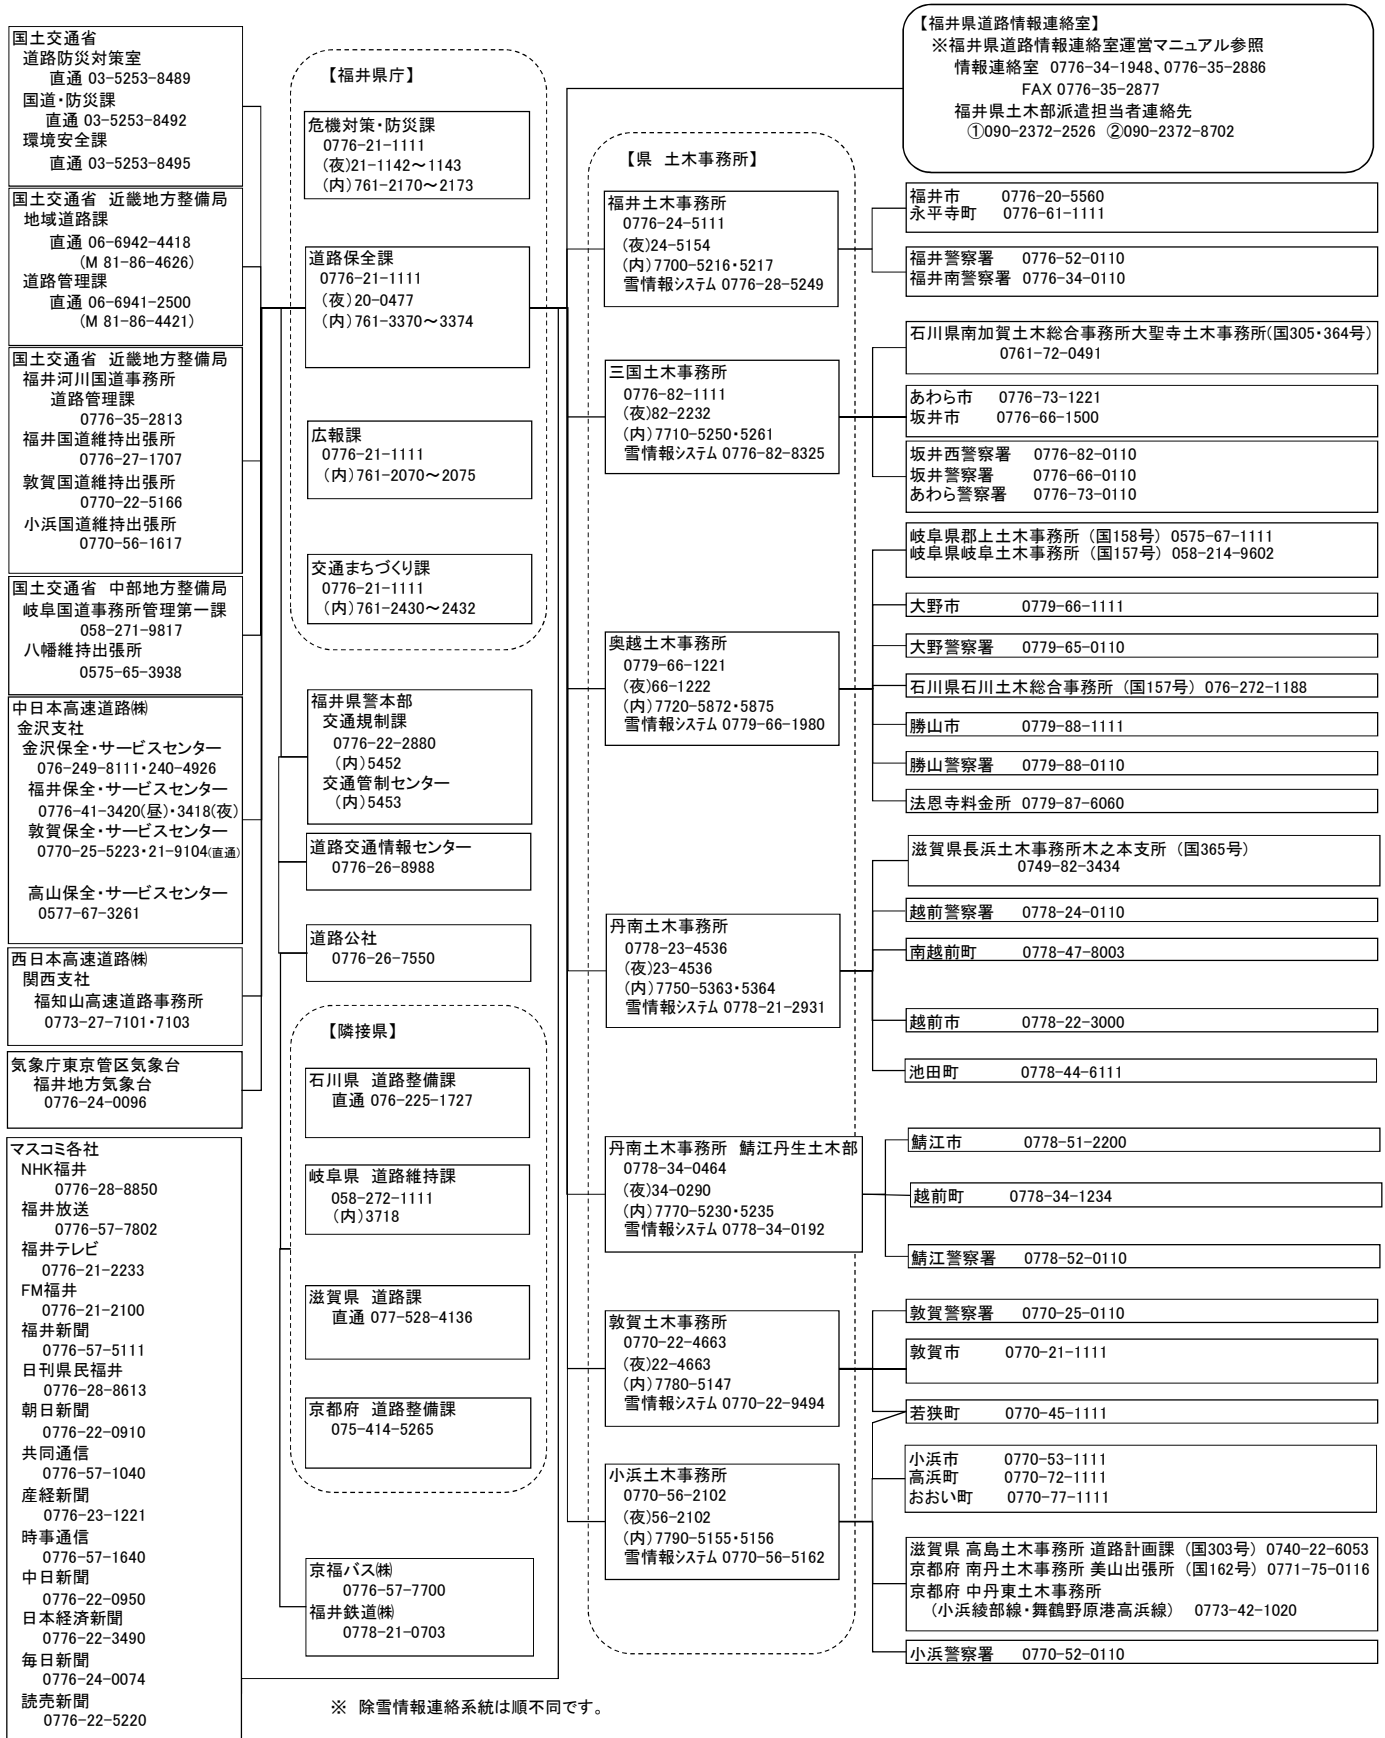 国土交通省
道路防災対策室
直通 03-5253-8489
国道・防災課
直通 03-5253-8492
環境安全課
直通 03-5253-8495
国土交通省 近畿地方整備局
地域道路課
直通 06-6942-4418
(M 81-86-4626)
道路管理課
直通 06-6941-2500
(M 81-86-4421)
国土交通省 近畿地方整備局
福井河川国道事務所
道路管理課
0776-35-2813
福井国道維持出張所
0776-27-1707
敦賀国道維持出張所
0770-22-5166
小浜国道維持出張所
0770-56-1617
国土交通省 中部地方整備局
岐阜国道事務所管理第一課
058-271-9817
八幡維持出張所
0575-65-3938
中日本高速道路㈱
金沢支社
金沢保全・サービスセンター
076-249-8111・240-4926
福井保全・サービスセンター
0776-41-3420(昼)・3418(夜)
敦賀保全・サービスセンター
0770-25-5223・21-9104(直通)
高山保全・サービスセンター
0577-67-3261
西日本高速道路㈱
関西支社
福知山高速道路事務所
0773-27-7101・7103
気象庁東京管区気象台
福井地方気象台
0776-24-0096
マスコミ各社
NHK福井
0776-28-8850
福井放送
0776-57-7802
福井テレビ
0776-21-2233
FM福井
0776-21-2100
福井新聞
0776-57-5111
日刊県民福井
0776-28-8613
朝日新聞
0776-22-0910
共同通信
0776-57-1040
産経新聞
0776-23-1221
時事通信
0776-57-1640
中日新聞
0776-22-0950
日本経済新聞
0776-22-3490
毎日新聞
0776-24-0074
読売新聞
0776-22-5220
【福井県庁】
危機対策・防災課
0776-21-1111
(夜)21-1142～1143
(内)761-2170～2173
道路保全課
0776-21-1111
(夜)20-0477
(内)761-3370～3374
広報課
0776-21-1111
(内)761-2070～2075
交通まちづくり課
0776-21-1111
(内)761-2430～2432
福井県警本部
交通規制課
0776-22-2880
(内)5452
交通管制センター
(内)5453
道路交通情報センター
0776-26-8988
道路公社
0776-26-7550
【隣接県】
石川県 道路整備課
直通 076-225-1727
岐阜県 道路維持課
058-272-1111
(内)3718
滋賀県 道路課
直通 077-528-4136
京都府 道路整備課
075-414-5265
京福バス㈱
0776-57-7700
福井鉄道㈱
0778-21-0703
※ 除雪情報連絡系統は順不同です。
【県 土木事務所】
福井土木事務所
0776-24-5111
(夜)24-5154
(内)7700-5216・5217
雪情報システム 0776-28-5249
三国土木事務所
0776-82-1111
(夜)82-2232
(内)7710-5250・5261
雪情報システム 0776-82-8325
奥越土木事務所
0779-66-1221
(夜)66-1222
(内)7720-5872・5875
雪情報システム 0779-66-1980
丹南土木事務所
0778-23-4536
(夜)23-4536
(内)7750-5363・5364
雪情報システム 0778-21-2931
丹南土木事務所 鯖江丹生土木部
0778-34-0464
(夜)34-0290
(内)7770-5230・5235
雪情報システム 0778-34-0192
敦賀土木事務所
0770-22-4663
(夜)22-4663
(内)7780-5147
雪情報システム 0770-22-9494
小浜土木事務所
0770-56-2102
(夜)56-2102
(内)7790-5155・5156
雪情報システム 0770-56-5162
【福井県道路情報連絡室】
※福井県道路情報連絡室運営マニュアル参照
情報連絡室 0776-34-1948、0776-35-2886
FAX 0776-35-2877
福井県土木部派遣担当者連絡先
①090-2372-2526 ②090-2372-8702
福井市 0776-20-5560
永平寺町 0776-61-1111
福井警察署 0776-52-0110
福井南警察署 0776-34-0110
石川県南加賀土木総合事務所大聖寺土木事務所(国305・364号)
0761-72-0491
あわら市 0776-73-1221
坂井市 0776-66-1500
坂井西警察署 0776-82-0110
坂井警察署 0776-66-0110
あわら警察署 0776-73-0110
岐阜県郡上土木事務所（国158号）0575-67-1111
岐阜県岐阜土木事務所（国157号）058-214-9602
大野市 0779-66-1111
大野警察署 0779-65-0110
石川県石川土木総合事務所（国157号）076-272-1188
勝山市 0779-88-1111
勝山警察署 0779-88-0110
法恩寺料金所 0779-87-6060
滋賀県長浜土木事務所木之本支所（国365号）
0749-82-3434
越前警察署 0778-24-0110
南越前町 0778-47-8003
越前市 0778-22-3000
池田町 0778-44-6111
鯖江市 0778-51-2200
越前町 0778-34-1234
鯖江警察署 0778-52-0110
敦賀警察署 0770-25-0110
敦賀市 0770-21-1111
若狭町 0770-45-1111
小浜市 0770-53-1111
高浜町 0770-72-1111
おおい町 0770-77-1111
滋賀県 高島土木事務所 道路計画課（国303号）0740-22-6053
京都府 南丹土木事務所 美山出張所（国162号）0771-75-0116
京都府 中丹東土木事務所
（小浜綾部線・舞鶴野原港高浜線） 0773-42-1020
小浜警察署 0770-52-0110